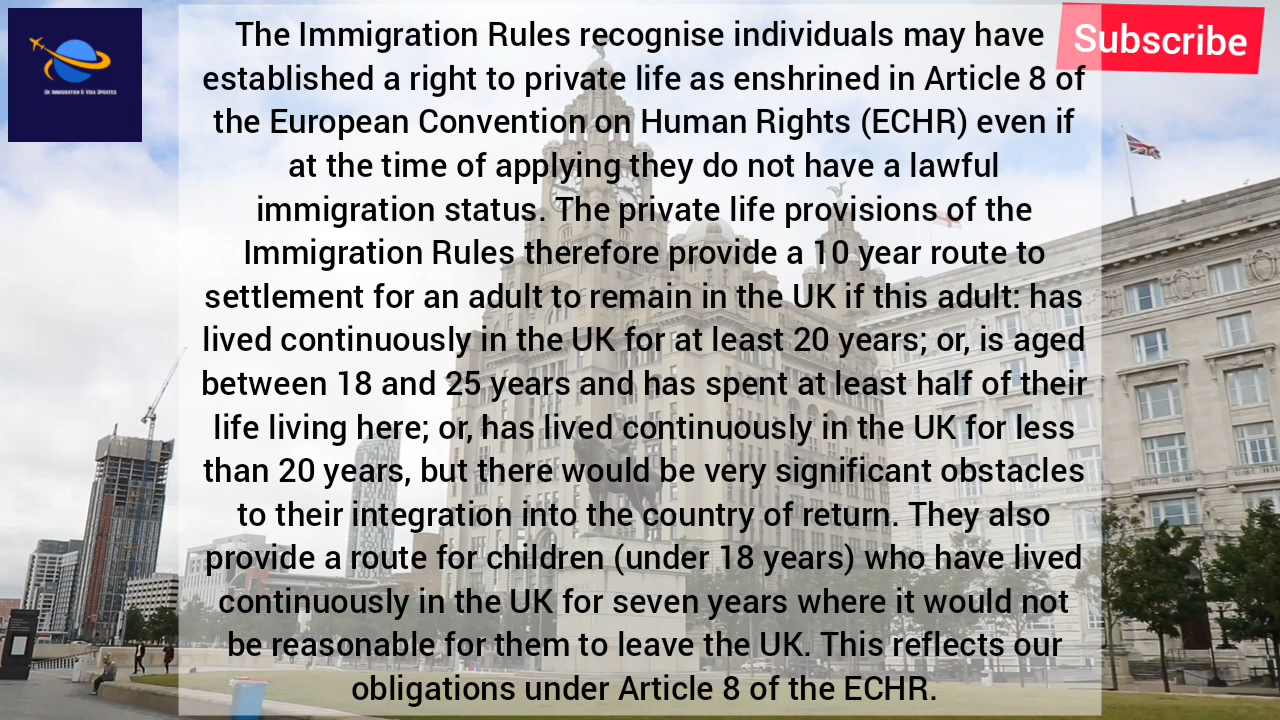 UK IMMIGRATION & VISA UPDATES
Subscribe
The Immigration Rules recognise individuals may have
established a right to private life as enshrined in Article 8 of
the European Convention on Human Rights (ECHR) even if
at the time of applying they do not have a lawful
immigration status. The private life provisions of the
Immigration Rules therefore provide a 10 year route to
settlement for an adult to remain in the UK if this adult: has
lived continuously in the UK for at least 20 years; or, is aged
between 18 and 25 years and has spent at least half of their
life living here; or, has lived continuously in the UK for less
than 20 years, but there would be very significant obstacles
to their integration into the country of return. They also
provide a route for children (under 18 years) who have lived
continuously in the UK for seven years where it would not
be reasonable for them to leave the UK. This reflects our
obligations under Article 8 of the ECHR.